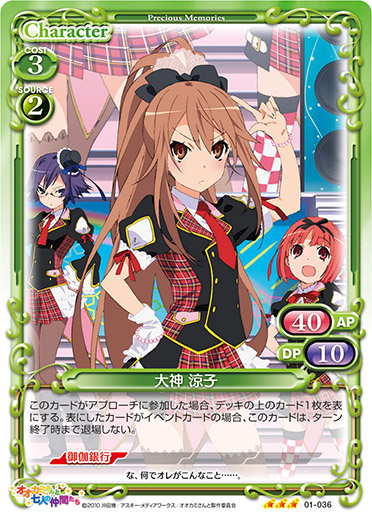 Precious Memories
Character
COST
3
SOURCE
2
40 AP
DP 10
大神 涼子
このカードがアプローチに参加した場合、デッキの上のカード1枚を表
にする。表にしたカードがイベントカードの場合、このカードは、ターン
終了時まで退場しない。
御伽銀行
な、何でオレがこんなこと……。
オオカミさんと
七人の仲間たち
©2010 沖田雅/アスキー・メディアワークス/オオカミさんと製作委員会
01-036